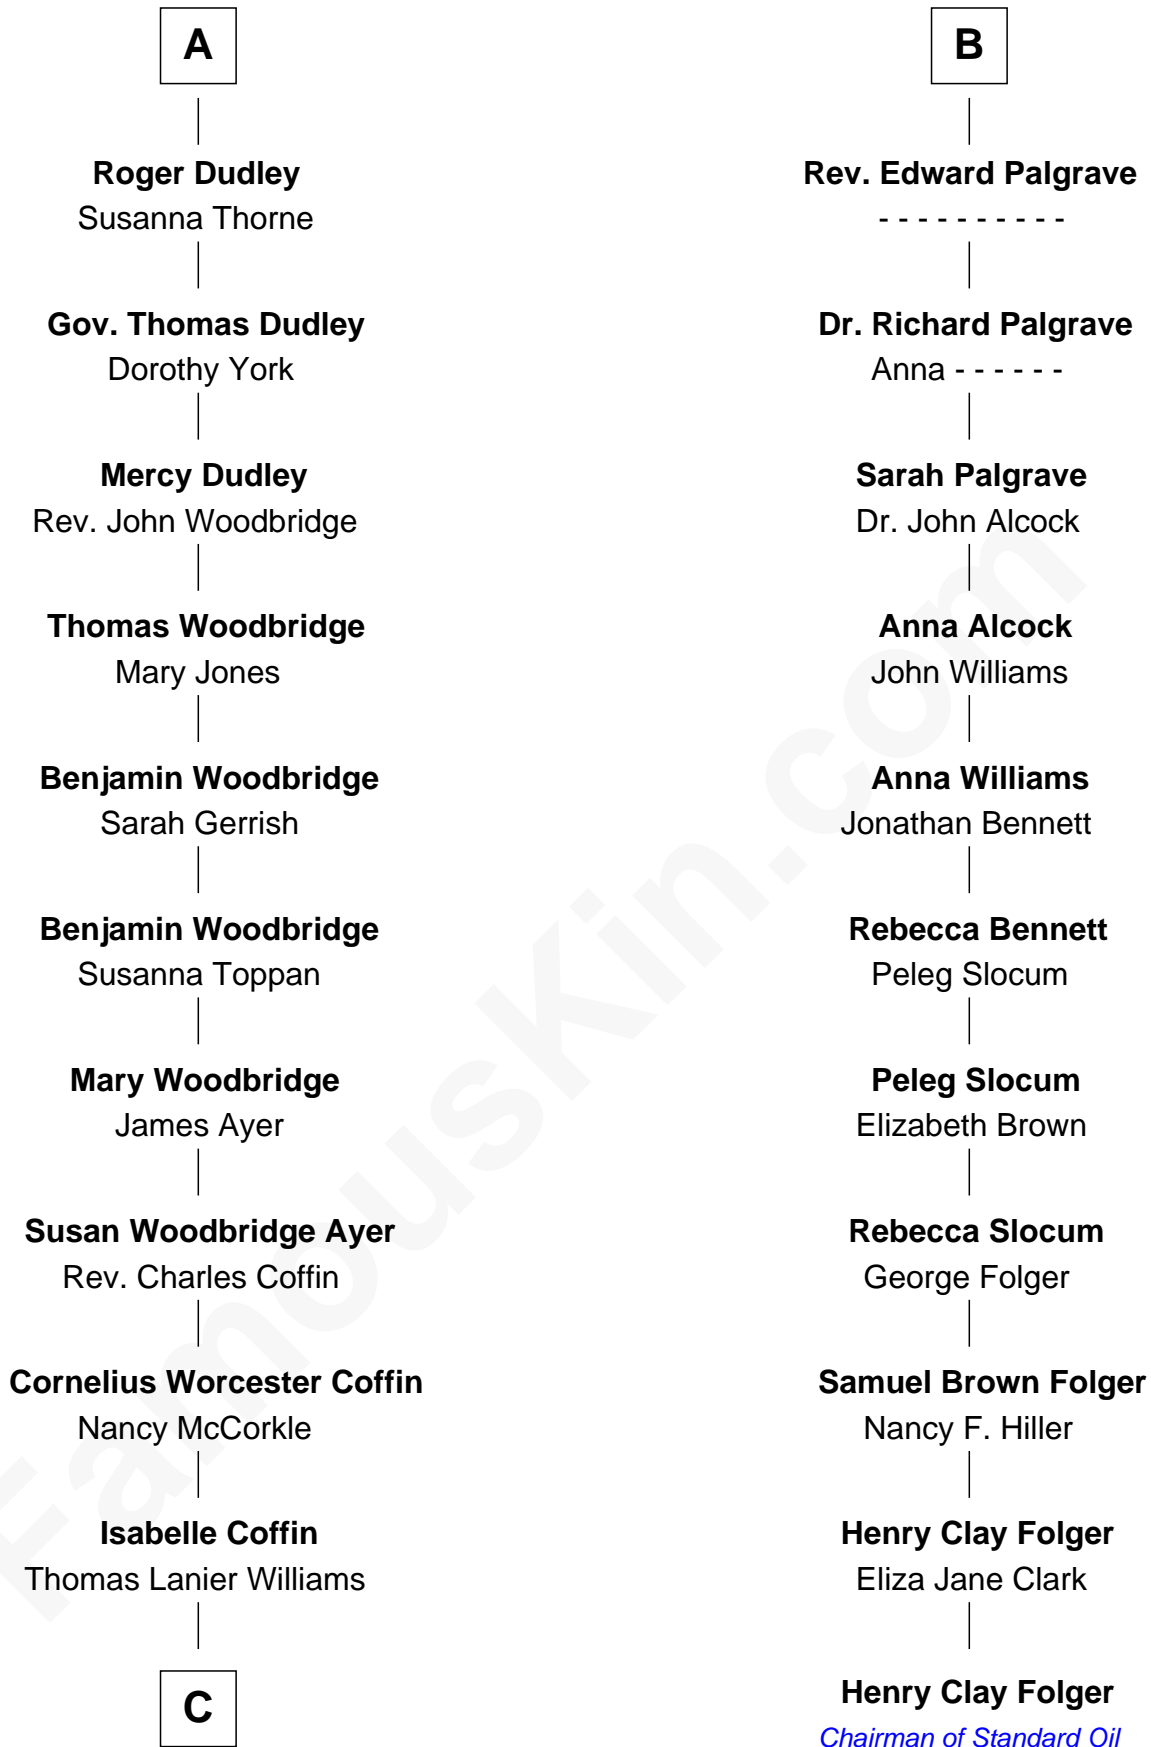 A
Roger Dudley
Susanna Thorne
Gov. Thomas Dudley
Dorothy York
Mercy Dudley
Rev. John Woodbridge
Thomas Woodbridge
Mary Jones
Benjamin Woodbridge
Sarah Gerrish
Benjamin Woodbridge
Susanna Toppan
Mary Woodbridge
James Ayer
Susan Woodbridge Ayer
Rev. Charles Coffin
Cornelius Worcester Coffin
Nancy McCorkle
Isabelle Coffin
Thomas Lanier Williams
C
B
Rev. Edward Palgrave
- - - - - - - - - -
Dr. Richard Palgrave
Anna - - - - - -
Sarah Palgrave
Dr. John Alcock
Anna Alcock
John Williams
Anna Williams
Jonathan Bennett
Rebecca Bennett
Peleg Slocum
Peleg Slocum
Elizabeth Brown
Rebecca Slocum
George Folger
Samuel Brown Folger
Nancy F. Hiller
Henry Clay Folger
Eliza Jane Clark
Henry Clay Folger
Chairman of Standard Oil
FamousKin.com